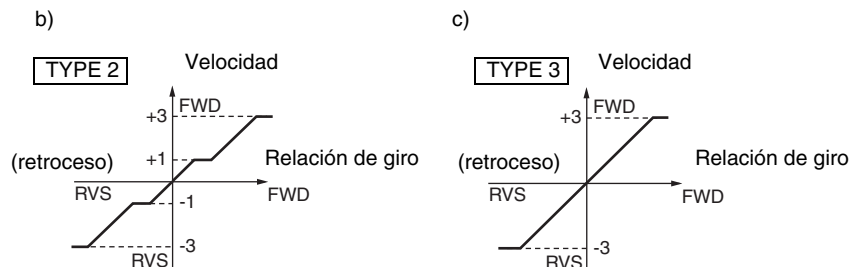 b)
TYPE 2
Velocidad
FWD
+3
+1
(retroceso)
Relación de giro
RVS
FWD
-1
-3
RVS
c)
TYPE 3
Velocidad
FWD
+3
(retroceso)
Relación de giro
RVS
FWD
-3
RVS